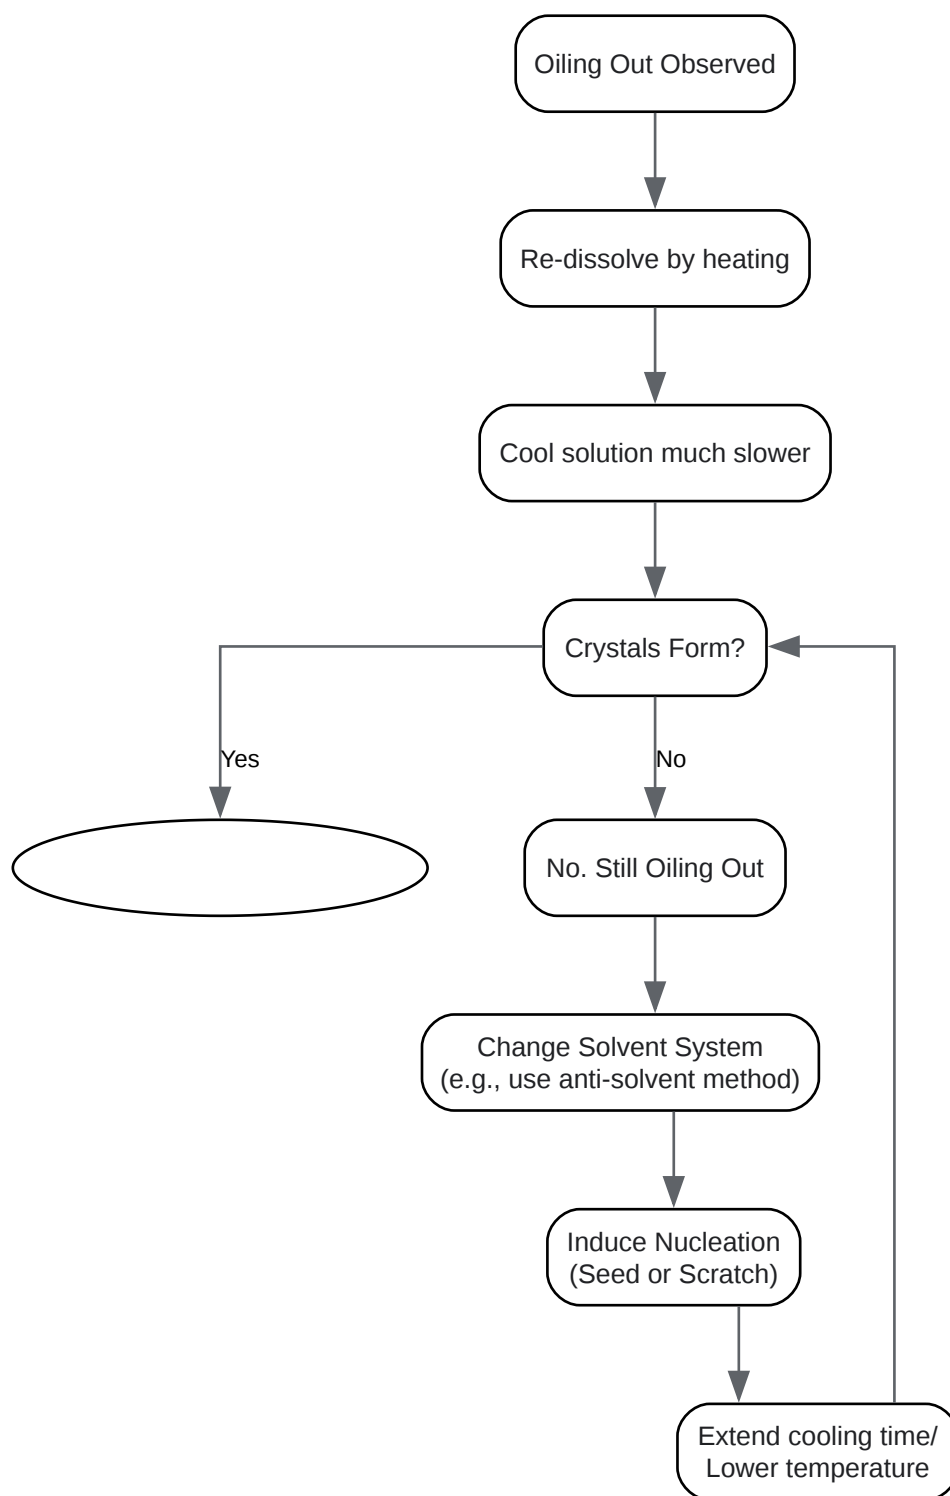 Oiling Out Observed
Re-dissolve by heating
Cool solution much slower
Crystals Form?
Yes
No
No. Still Oiling Out
Change Solvent System
(e.g., use anti-solvent method)
Induce Nucleation
(Seed or Scratch)
Extend cooling time/
Lower temperature